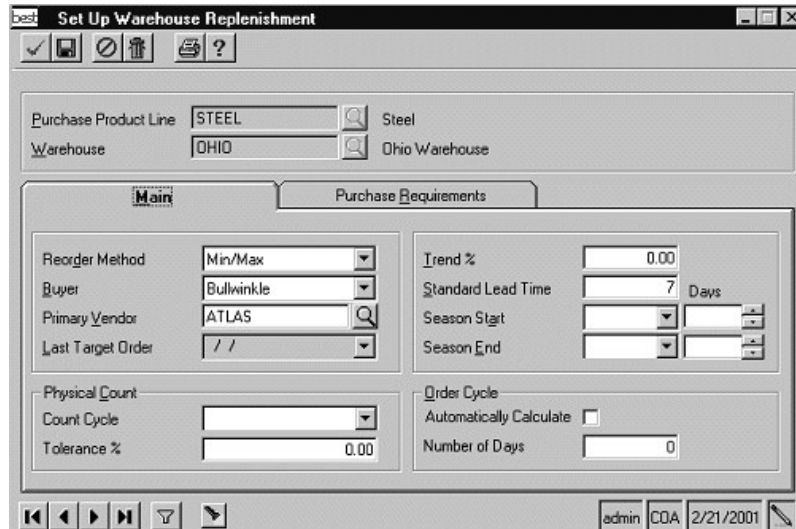 best Set Up Warehouse Replenishment
?
Purchase Product Line STEEL Steel
Warehouse OHIO Ohio Warehouse
Main Purchase Requirements
Reorder Method Min/Max
Buyer Bullwinkle
Primary Vendor ATLAS
Last Target Order / /
Trend % 0.00
Standard Lead Time 7 Days
Season Start
Season End
Physical Count
Count Cycle
Tolerance % 0.00
Order Cycle
Automatically Calculate
Number of Days 0
admin COA 2/21/2001